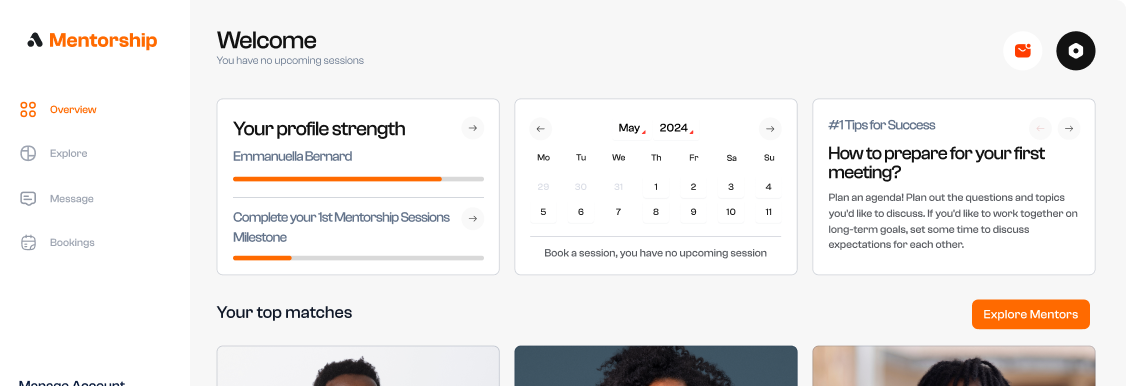 Mentorship
Overview
Explore
Message
Bookings
Manage Account
Welcome
You have no upcoming sessions
Your profile strength
Emmanuella Bernard
Complete your 1st Mentorship Sessions
Milestone
May 2024
Mo Tu We Th Fr Sa Su
29 30 31 1 2 3 4
5 6 7 8 9 10 11
Book a session, you have no upcoming session
#1 Tips for Success
How to prepare for your first
meeting?
Plan an agenda! Plan out the questions and topics
you'd like to discuss. If you'd like to work together on
long-term goals, set some time to discuss
expectations for each other.
Your top matches
Explore Mentors